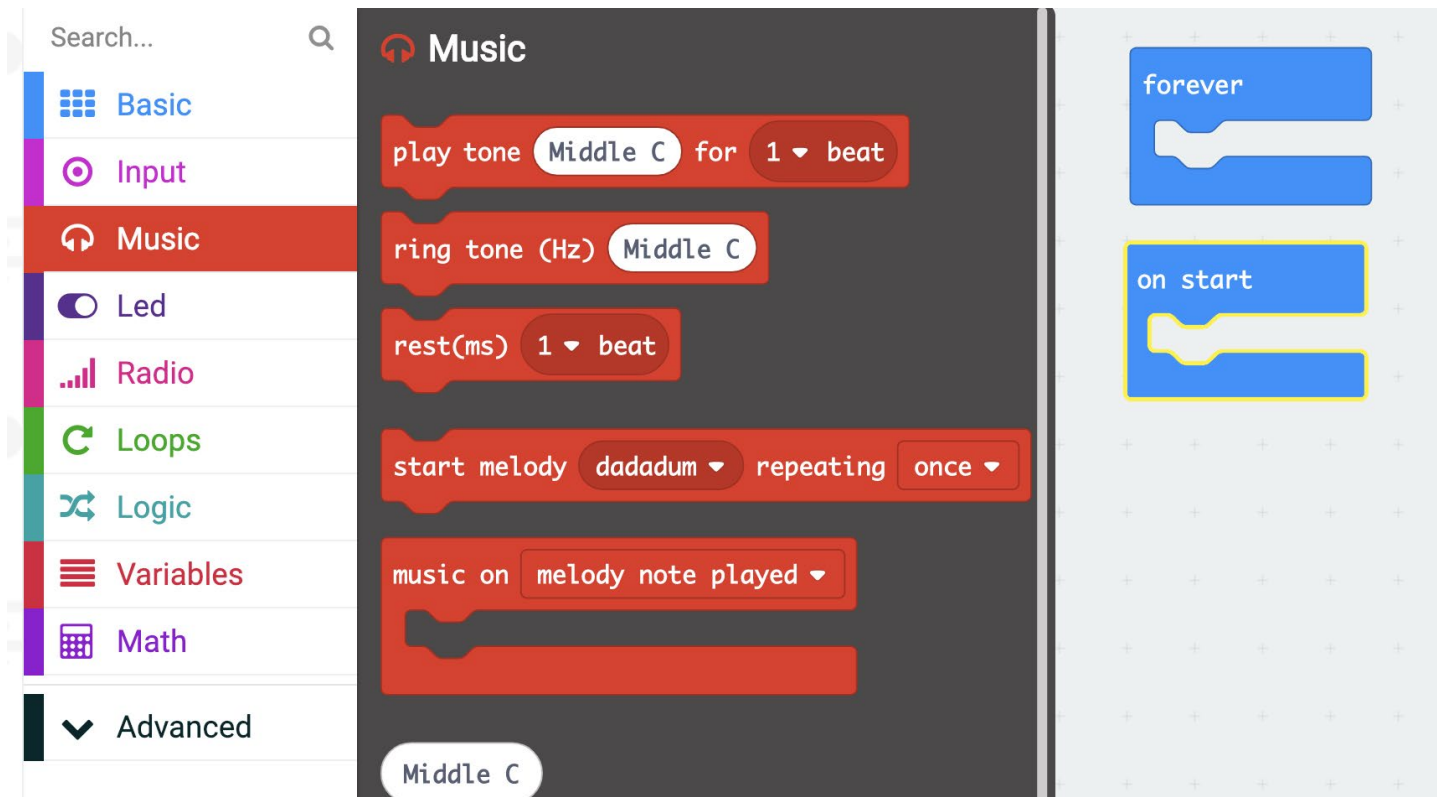 Search...
Basic
Input
Music
Led
Radio
Loops
Logic
Variables
Math
Advanced
Music
play tone Middle C for 1 beat
ring tone (Hz) Middle C
rest(ms) 1 beat
start melody dadadum repeating once
music on melody note played
Middle C
forever
on start